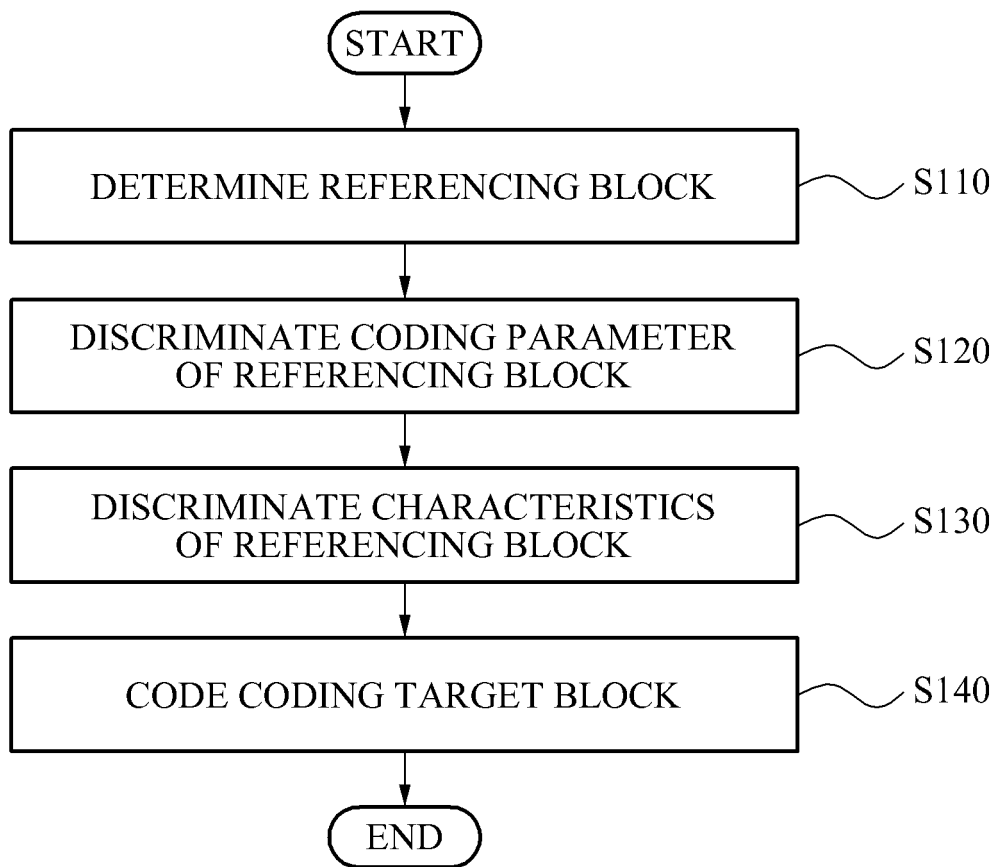 START
DETERMINE REFERENCING BLOCK
S110
DISCRIMINATE CODING PARAMETER
OF REFERENCING BLOCK
S120
DISCRIMINATE CHARACTERISTICS
OF REFERENCING BLOCK
S130
CODE CODING TARGET BLOCK
S140
END